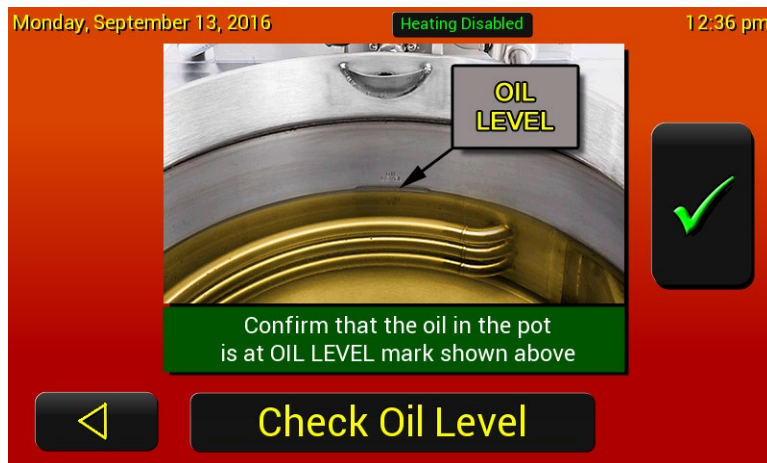 Monday, September 13, 2016
Heating Disabled
12:36 pm
OIL
LEVEL
Confirm that the oil in the pot
is at OIL LEVEL mark shown above
Check Oil Level